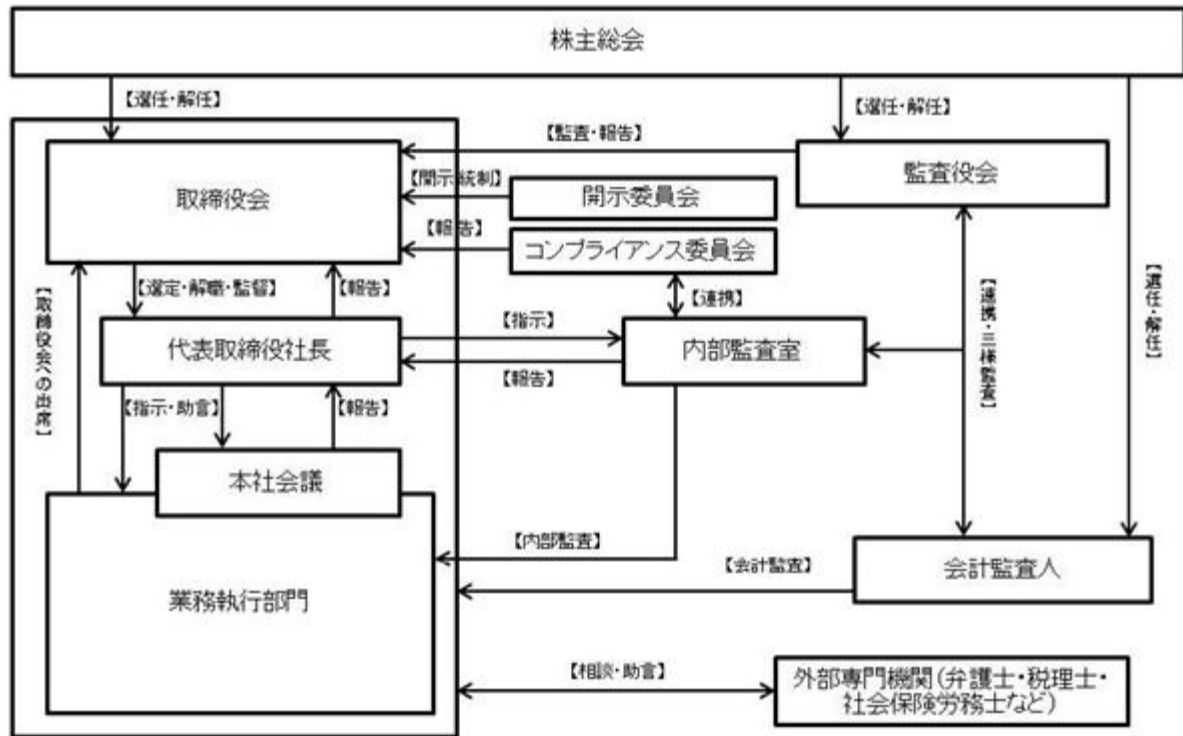 株主総会
【選任・解任】
【選任・解任】
【監査・報告】
取締役会
【開示統制】
開示委員会
監査役会
【報告】
コンプライアンス委員会
【選任・解任】
【選定・解職・監督】
【報告】
【連携】
【取締役会への出席】
代表取締役社長
【指示】
内部監査室
【連携・三様監査】
【報告】
【指示・助言】
【報告】
本社会議
【内部監査】
【会計監査】
会計監査人
業務執行部門
【相談・助言】
外部専門機関(弁護士・税理士・
社会保険労務士など)